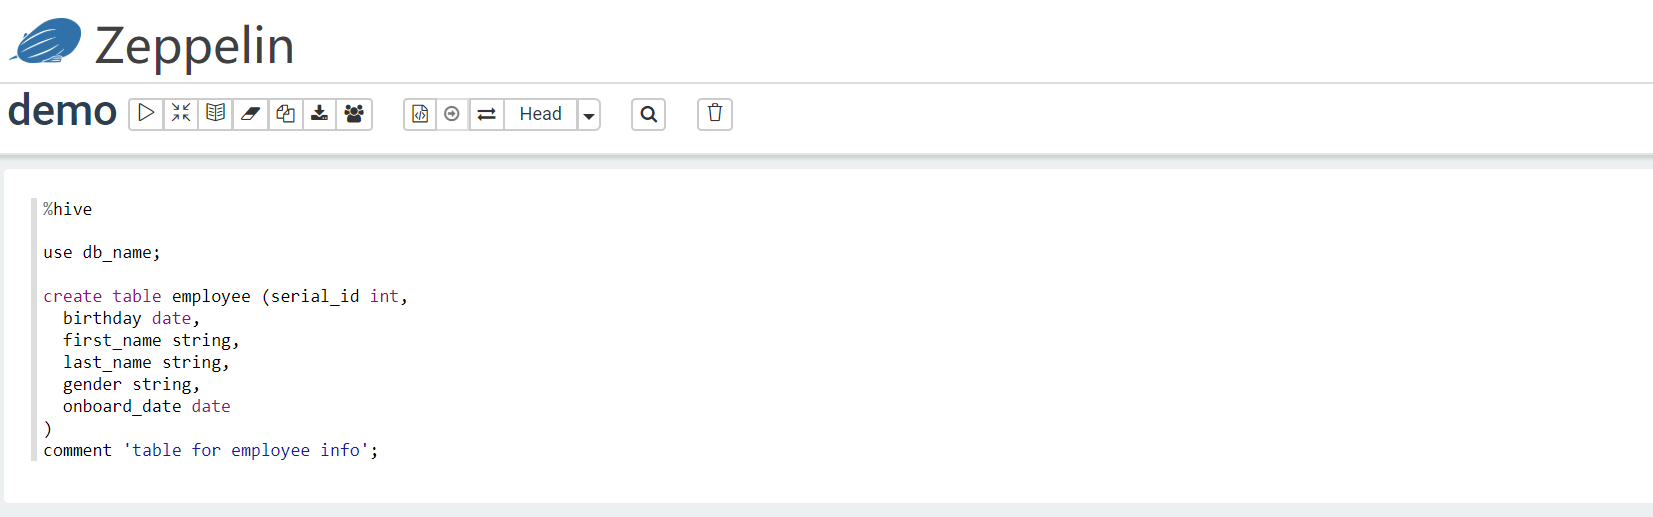 Zeppelin
demo
Head
%hive
use db_name;
create table employee (serial_id int,
birthday date,
first_name string,
last_name string,
gender string,
onboard_date date
)
comment 'table for employee info';